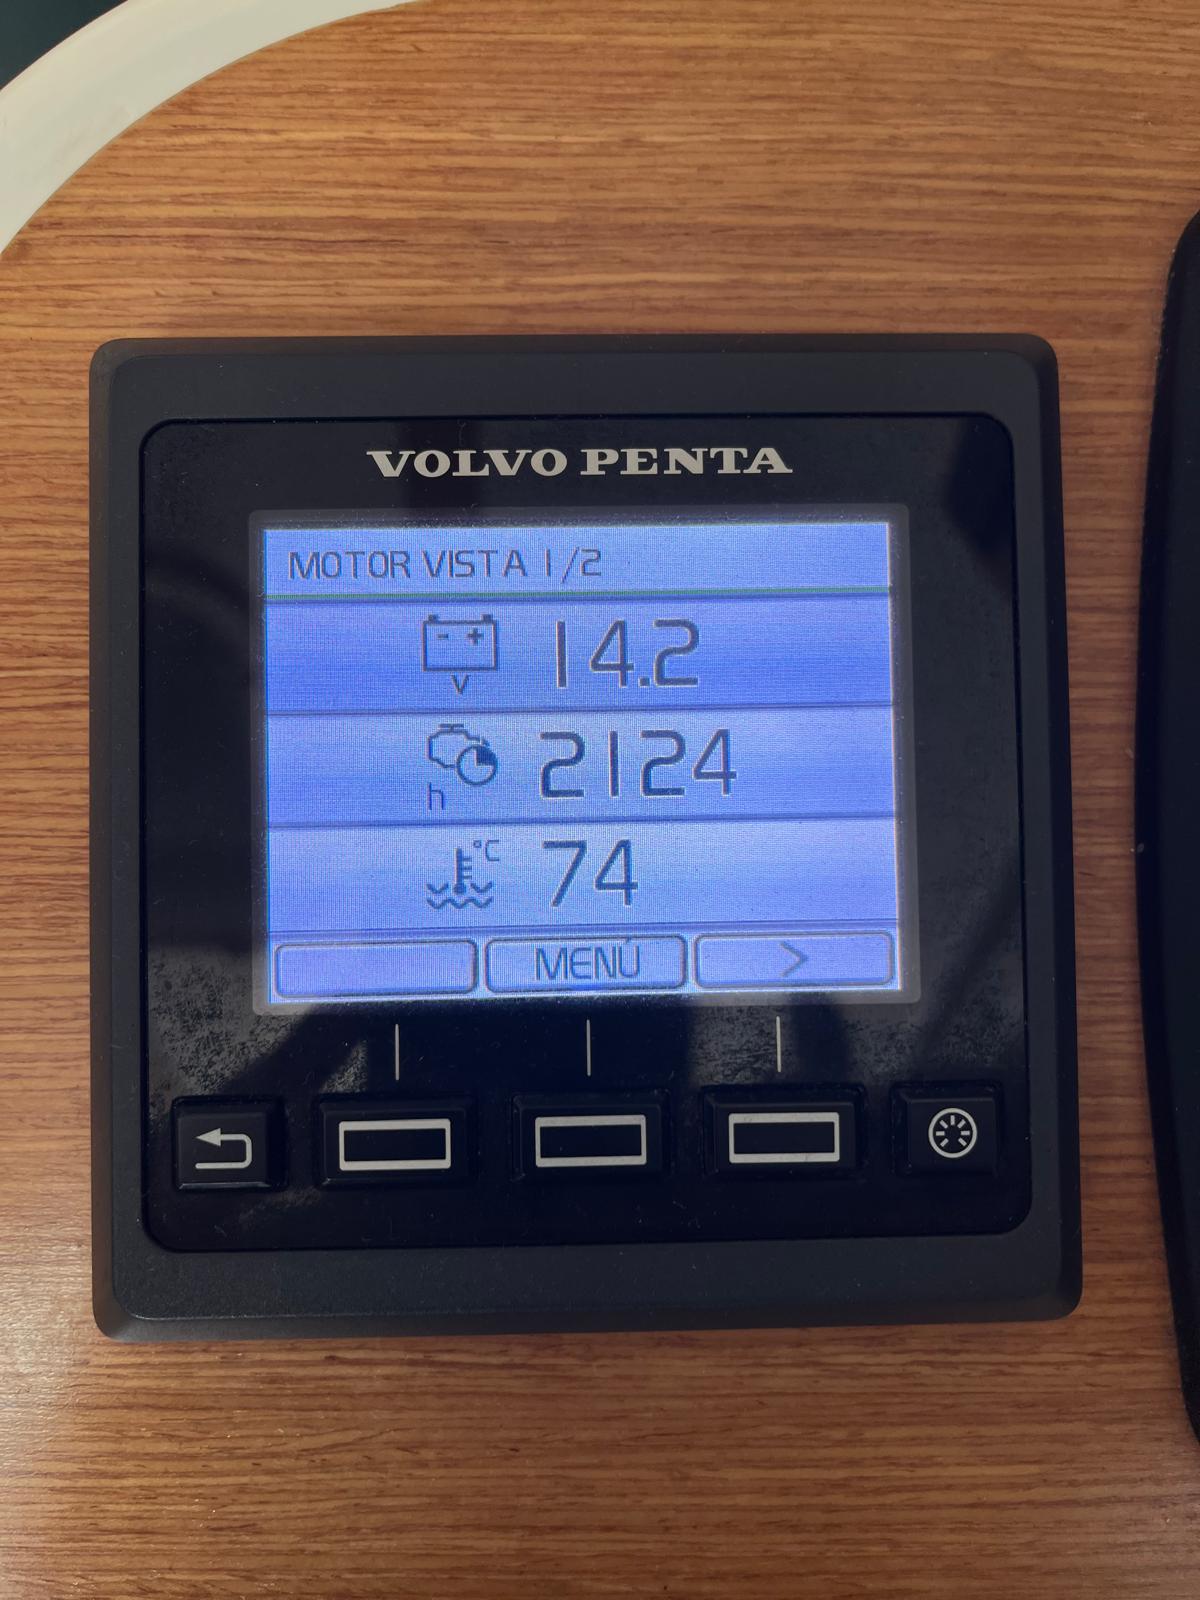 VOLVO PENTA
MOTOR VISTA 1/2
- +
V
14.2
h
2124
°C
74
MENÚ >